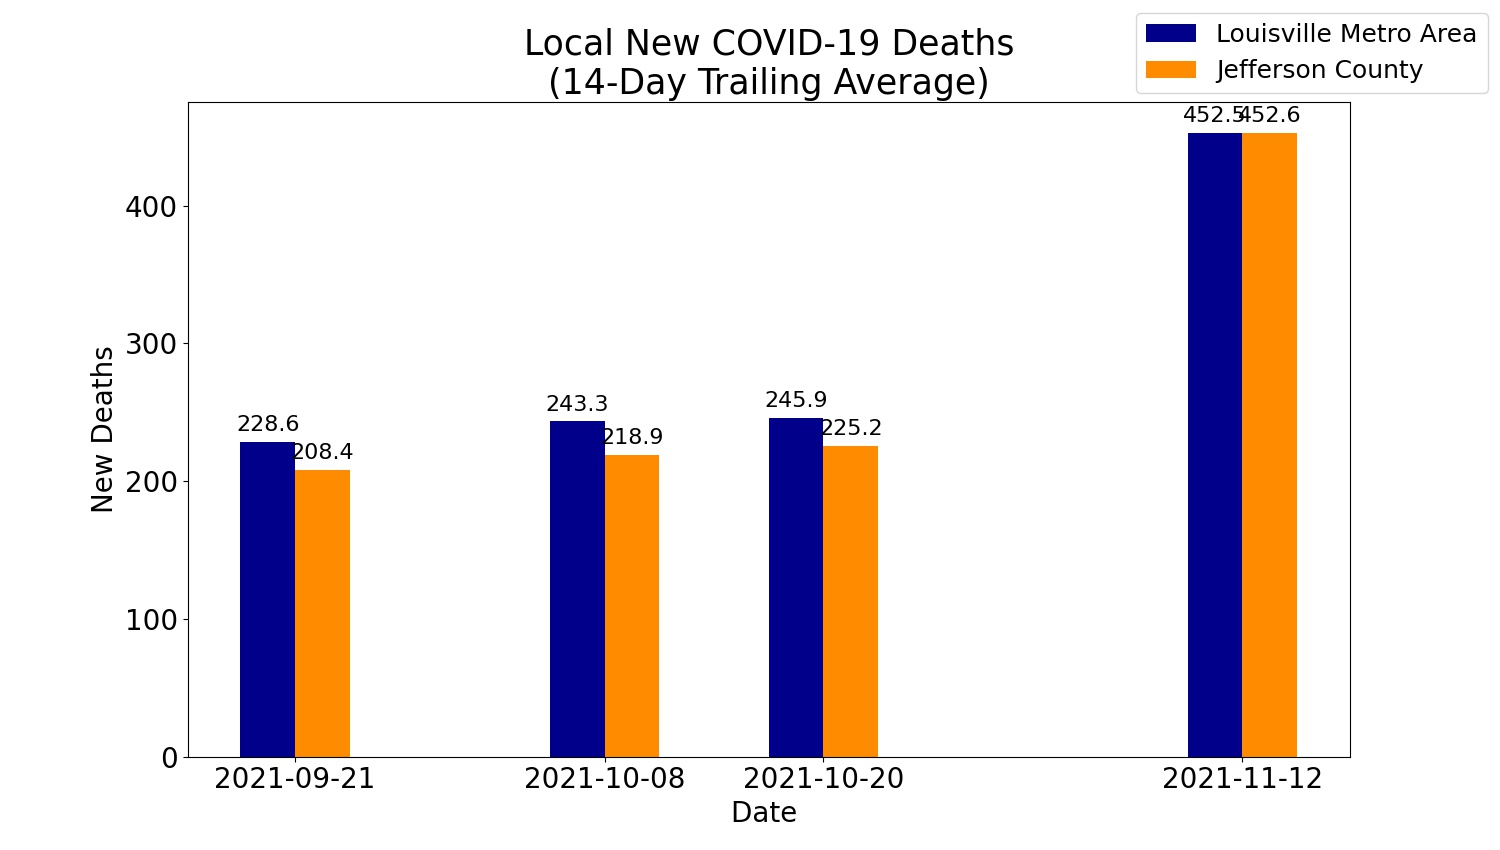 Local New COVID-19 Deaths
(14-Day Trailing Average)
Louisville Metro Area
Jefferson County
New Deaths
400
300
200
100
0
228.6
208.4
243.3
218.9
245.9
225.2
452.5
452.6
2021-09-21
2021-10-08
2021-10-20
2021-11-12
Date